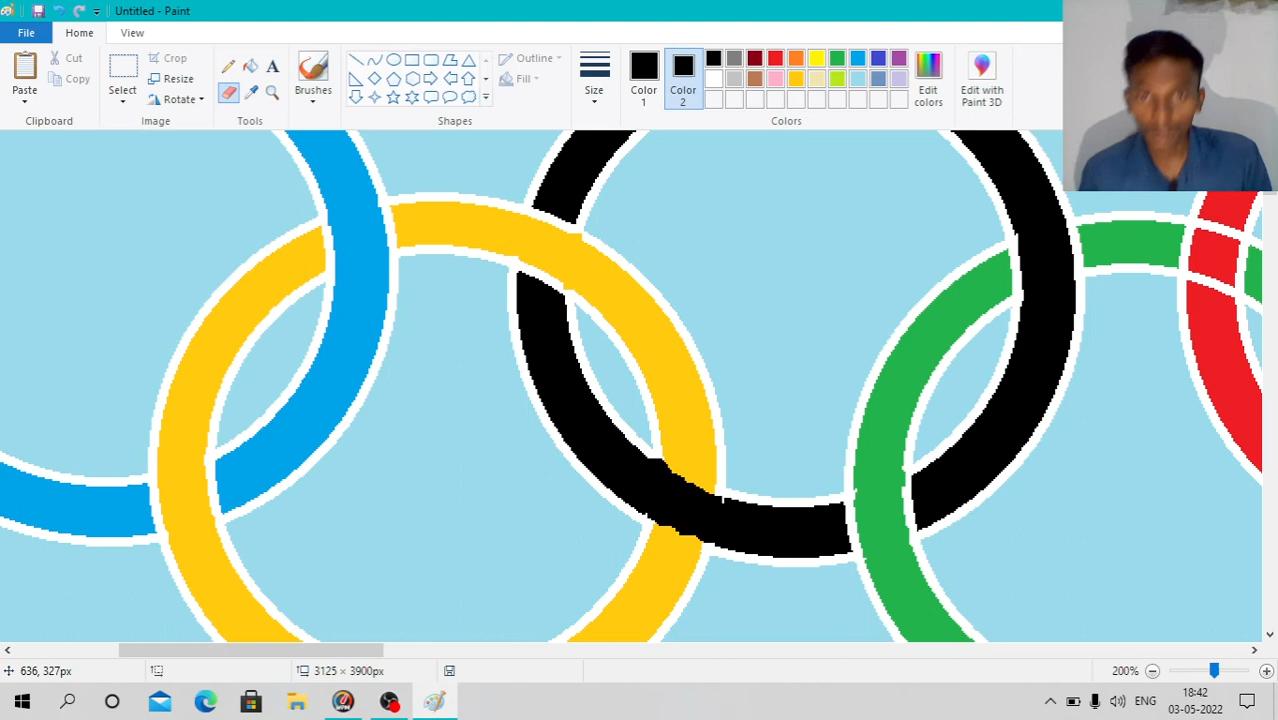 Untitled - Paint
File Home View
Paste
Cut
Copy
Clipboard
Select
Crop
Resize
Rotate
Image
A
Tools
Brushes
Shapes
Outline
Fill
Size
Color 1
Color 2
Colors
Edit colors
Edit with Paint 3D
636, 327px
3125 × 3900px
200%
ENG
18:42
03-05-2022